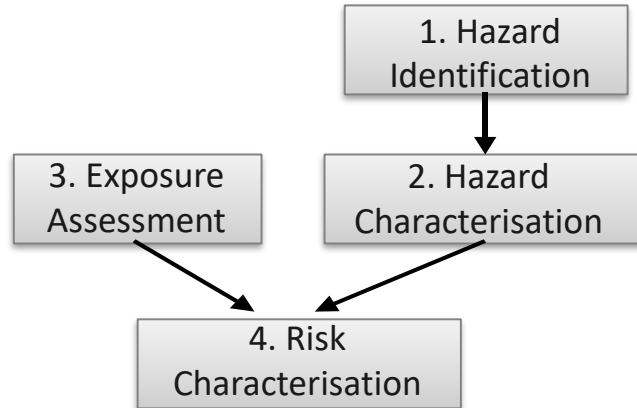 1. Hazard
Identification
3. Exposure
Assessment
2. Hazard
Characterisation
4. Risk
Characterisation